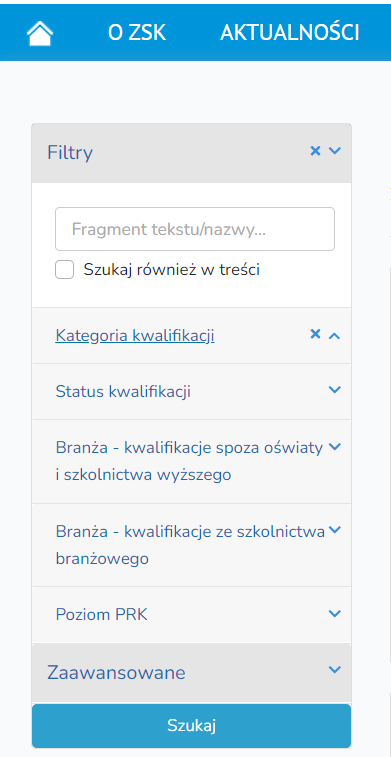 O ZSK AKTUALNOŚCI
Filtry
Fragment tekstu/nazwy...
Szukaj również w treści
Kategoria kwalifikacji
Status kwalifikacji
Branża - kwalifikacje spoza oświaty
i szkolnictwa wyższego
Branża - kwalifikacje ze szkolnictwa
branżowego
Poziom PRK
Zaawansowane
Szukaj